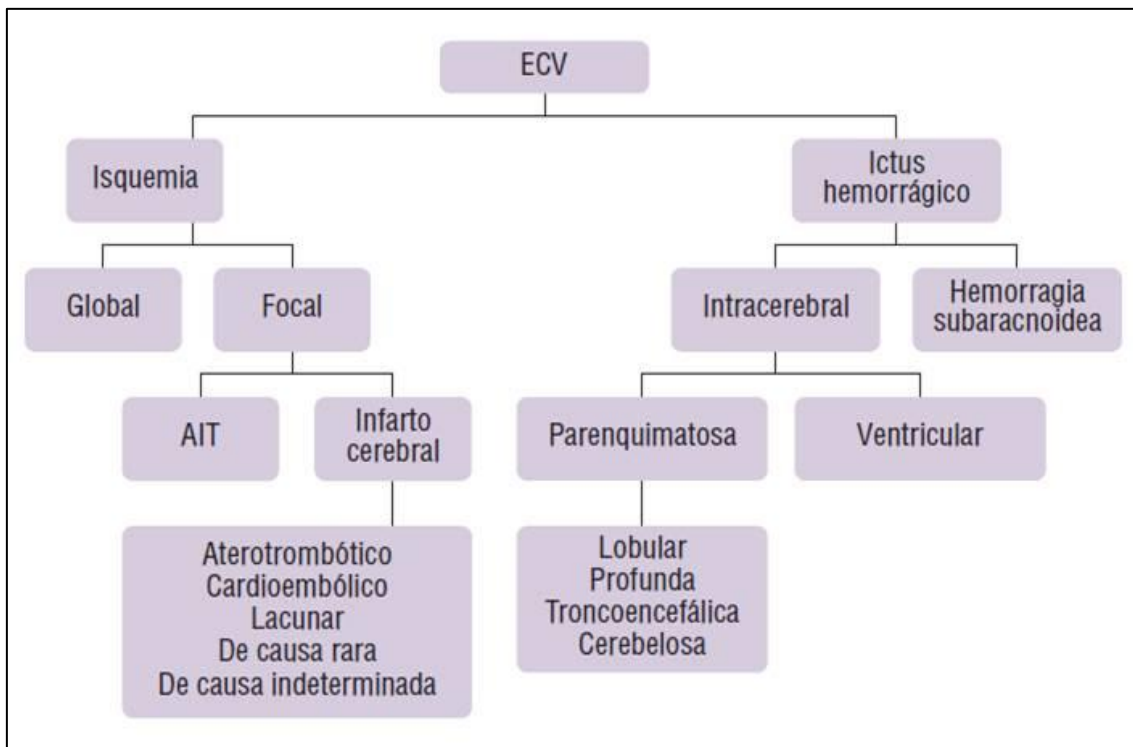 ECV
Isquemia
Ictus
hemorrágico
Global
Focal
Intracerebral
Hemorragia
subaracnoidea
AIT
Infarto
cerebral
Parenquimatosa
Ventricular
Aterotrombótico
Cardioembólico
Lacunar
De causa rara
De causa indeterminada
Lobular
Profunda
Troncoencefálica
Cerebelosa